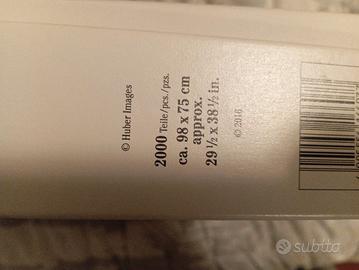 © Huber Images
2000 Teile/pcs./pzs.
ca. 98 x 75 cm
approx.
29 ½ x 38 ½ in.
© 2016
subito